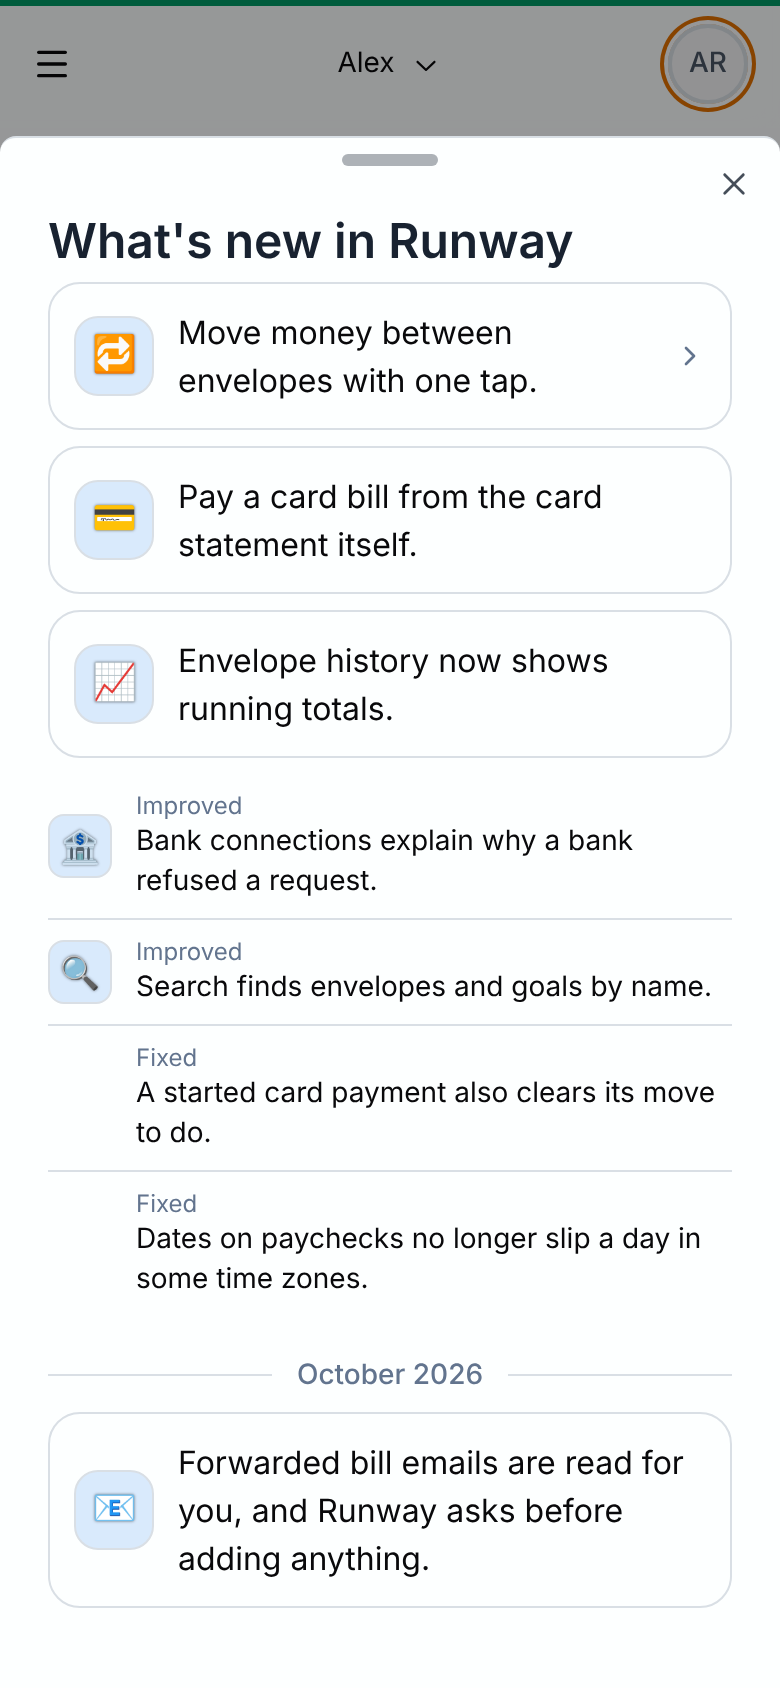 Alex
AR
What's new in Runway
Move money between
envelopes with one tap.
Pay a card bill from the card
statement itself.
Envelope history now shows
running totals.
Improved
Bank connections explain why a bank
refused a request.
Improved
Search finds envelopes and goals by name.
Fixed
A started card payment also clears its move
to do.
Fixed
Dates on paychecks no longer slip a day in
some time zones.
October 2026
Forwarded bill emails are read for
you, and Runway asks before
adding anything.